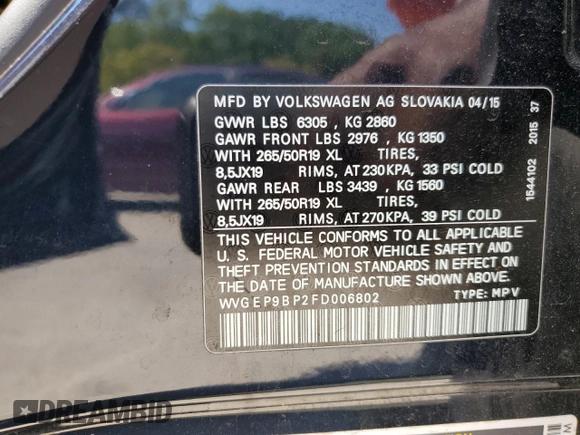 MFD BY VOLKSWAGEN AG SLOVAKIA 04/15
GVWR LBS 6305, KG 2860
GAWR FRONT LBS 2976, KG 1350
WITH 265/50R19 XL TIRES,
8,5JX19 RIMS, AT 230KPA, 33 PSI COLD
GAWR REAR LBS 3439, KG 1560
WITH 265/50R19 XL TIRES,
8,5JX19 RIMS, AT 270KPA, 39 PSI COLD
THIS VEHICLE CONFORMS TO ALL APPLICABLE
U. S. FEDERAL MOTOR VEHICLE SAFETY AND
THEFT PREVENTION STANDARDS IN EFFECT ON
THE DATE OF MANUFACTURE SHOWN ABOVE.
WVGEP9BP2FD006802 TYPE: MPV
1544102 2015 37
DREAMBID